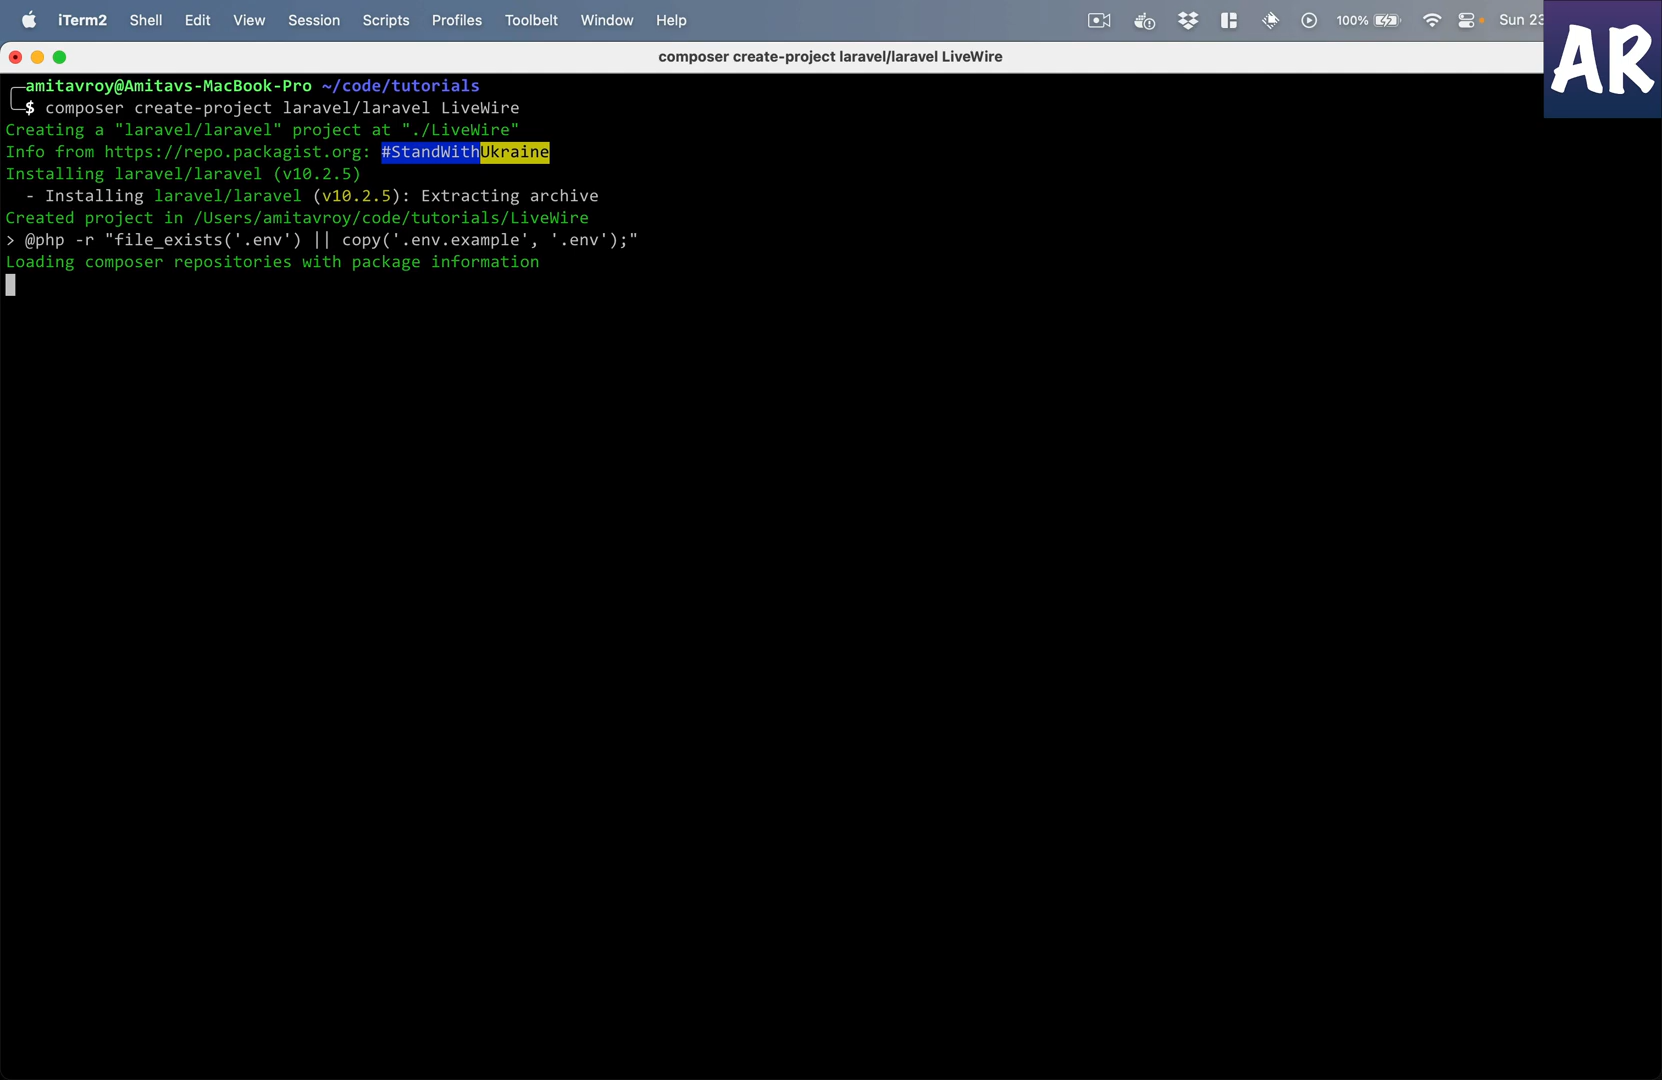 iTerm2 Shell Edit View Session Scripts Profiles Toolbelt Window Help 100% Sun 23
AR
composer create-project laravel/laravel LiveWire
amitavroy@Amitavs-MacBook-Pro ~/code/tutorials
$ composer create-project laravel/laravel LiveWire
Creating a "laravel/laravel" project at "./LiveWire"
Info from https://repo.packagist.org: #StandWithUkraine
Installing laravel/laravel (v10.2.5)
- Installing laravel/laravel (v10.2.5): Extracting archive
Created project in /Users/amitavroy/code/tutorials/LiveWire
> @php -r "file_exists('.env') || copy('.env.example', '.env');"
Loading composer repositories with package information